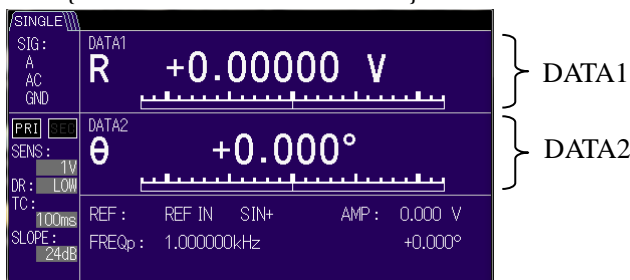 SINGLE
SIG:
A
AC
GND
DATA1
R +0.00000 V
DATA1
PRI SEC
SENS:
1V
DR: LOW
TC:
100ms
SLOPE:
24dB
DATA2
θ +0.000°
DATA2
REF: REF IN SIN+ AMP: 0.000 V
FREQp: 1.000000kHz +0.000°